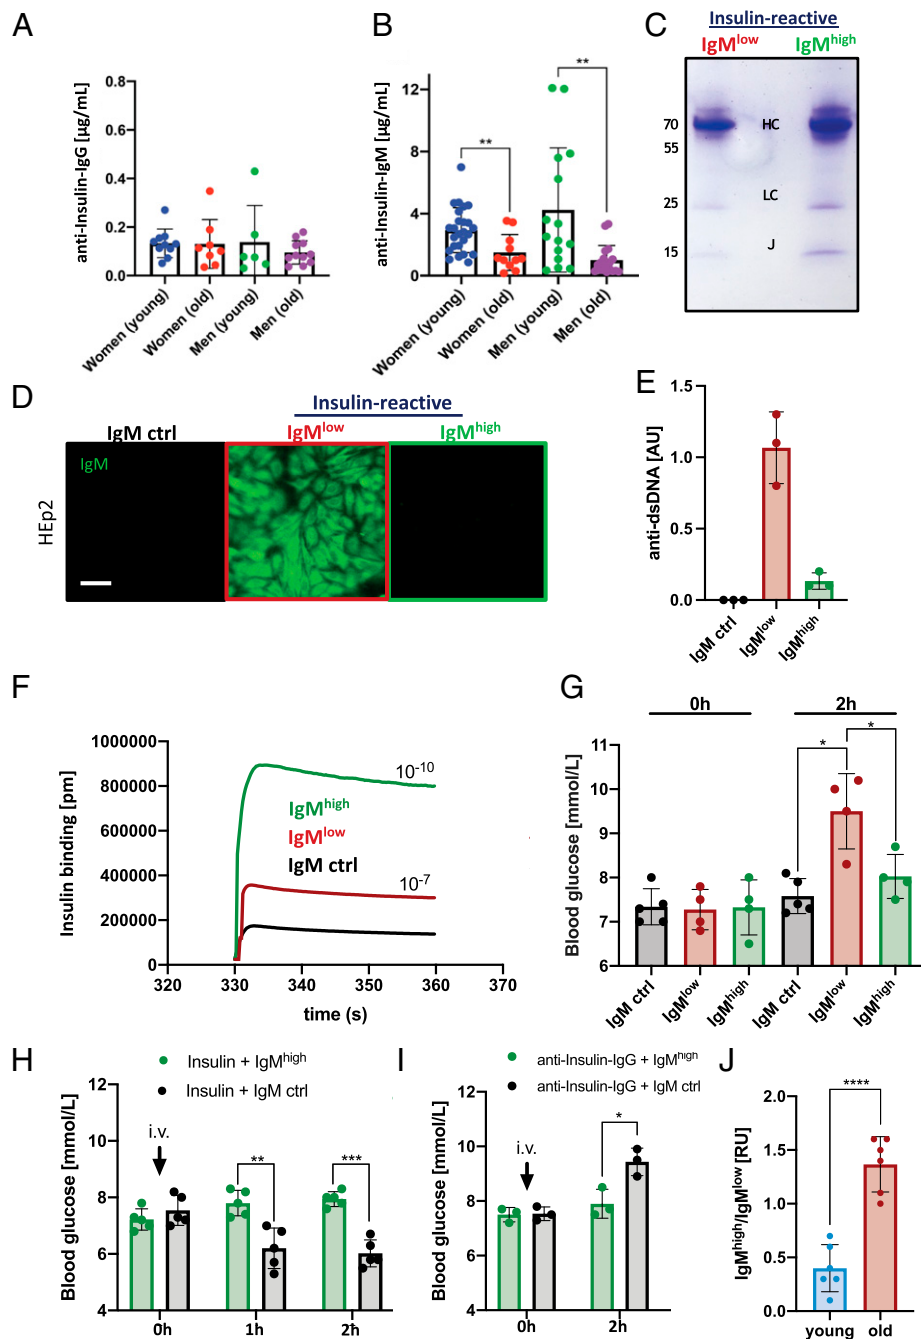 A
anti-Insulin-IgG [µg/mL]
0.8
0.6
0.4
0.2
0.0
Women (young)
Women (old)
Men (young)
Men (old)
B
anti-Insulin-IgM [µg/mL]
12
8
4
0
**
**
Women (young)
Women (old)
Men (young)
Men (old)
C
Insulin-reactive
IgMlow
IgMhigh
70
55
25
15
HC
LC
J
D
Insulin-reactive
IgM ctrl
IgMlow
IgMhigh
IgM
HEp2
E
anti-dsDNA [AU]
1.5
1.0
0.5
0.0
IgM ctrl
IgMlow
IgMhigh
F
Insulin binding [pm]
1000000
800000
600000
400000
200000
0
10-10
IgMhigh
IgMlow
IgM ctrl
10-7
320
330
340
350
360
370
time (s)
G
0h
2h
Blood glucose [mmol/L]
11
10
9
8
7
6
*
*
IgM ctrl
IgMlow
IgMhigh
IgM ctrl
IgMlow
IgMhigh
H
Insulin + IgMhigh
Insulin + IgM ctrl
Blood glucose [mmol/L]
12
10
8
6
4
i.v.
**
***
0h
1h
2h
I
anti-Insulin-IgG + IgMhigh
anti-Insulin-IgG + IgM ctrl
Blood glucose [mmol/L]
12
10
8
6
4
i.v.
*
0h
2h
J
IgMhigh/IgMlow [RU]
2.0
1.5
1.0
0.5
0.0
****
young
old